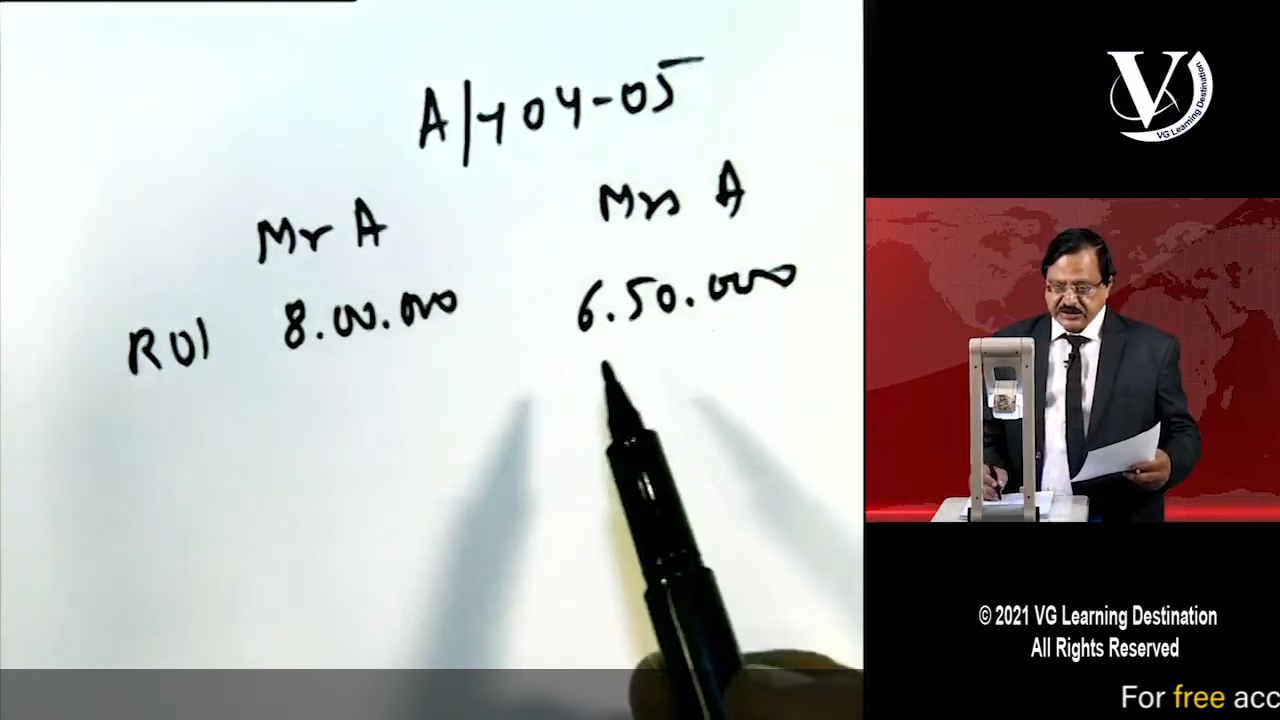 A/Y 04-05
Mr A Mrs A
ROI 8.00.000 6.50.000
V
VG Learning Destination
© 2021 VG Learning Destination
All Rights Reserved
For free acc